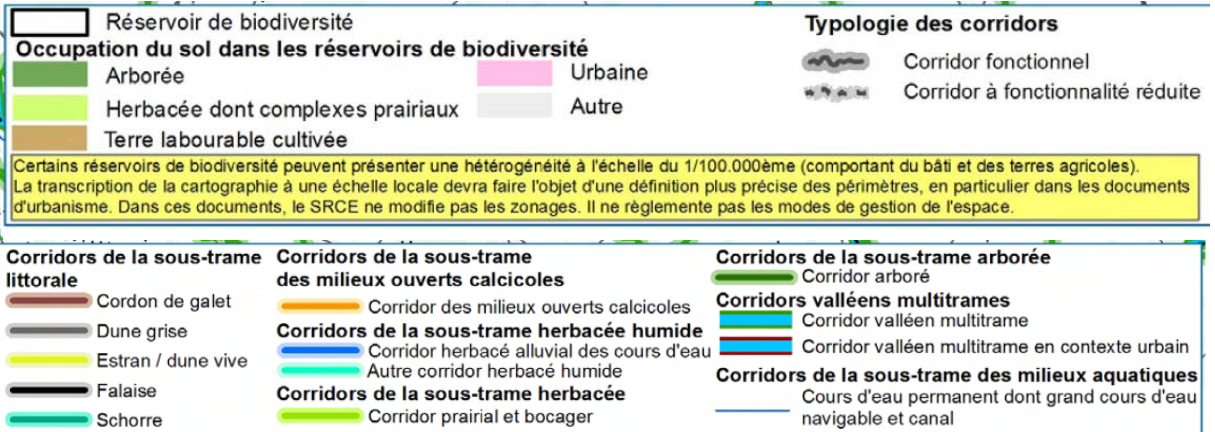 Réservoir de biodiversité
Occupation du sol dans les réservoirs de biodiversité
Arborée
Herbacée dont complexes prairiaux
Terre labourable cultivée
Urbaine
Autre
Typologie des corridors
Corridor fonctionnel
Corridor à fonctionnalité réduite
Certains réservoirs de biodiversité peuvent présenter une hétérogénéité à l'échelle du 1/100.000ème (comportant du bâti et des terres agricoles).
La transcription de la cartographie à une échelle locale devra faire l'objet d'une définition plus précise des périmètres, en particulier dans les documents
d'urbanisme. Dans ces documents, le SRCE ne modifie pas les zonages. Il ne règlemente pas les modes de gestion de l'espace.
Corridors de la sous-trame
littorale
Cordon de galet
Dune grise
Estran / dune vive
Falaise
Schorre
Corridors de la sous-trame
des milieux ouverts calcicoles
Corridor des milieux ouverts calcicoles
Corridors de la sous-trame herbacée humide
Corridor herbacé alluvial des cours d'eau
Autre corridor herbacé humide
Corridors de la sous-trame herbacée
Corridor prairial et bocager
Corridors de la sous-trame arborée
Corridor arboré
Corridors valléens multitrames
Corridor valléen multitrame
Corridor valléen multitrame en contexte urbain
Corridors de la sous-trame des milieux aquatiques
Cours d'eau permanent dont grand cours d'eau
navigable et canal